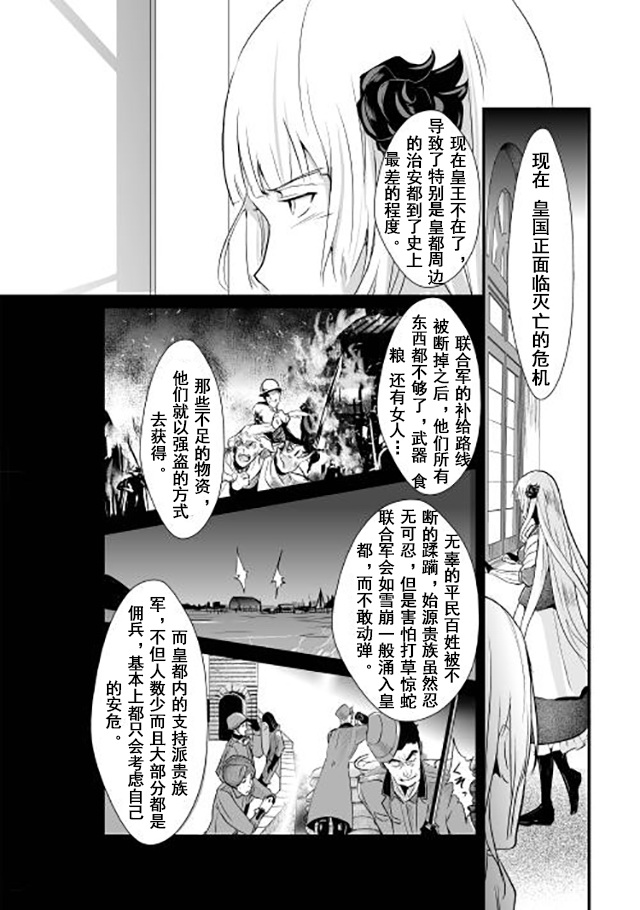 现在 皇国正面临灭亡的危机
现在皇王不在了，
导致了特别是皇都周边
的治安都到了史上
最差的程度。
联合军的补给路线
被断掉之后，他们所有
东西都不够了，武器 食
粮 还有女人…
那些不足的物资，
他们就以强盗的方式
去获得。
无辜的平民百姓被不
断的蹂躏，始源贵族虽然忍
无可忍，但是害怕打草惊蛇
联合军会如雪崩一般涌入皇
都，而不敢动弹。
而皇都内的支持派贵族
军，不但人数少而且大部分都是
佣兵，基本上都只会考虑自己
的安危。